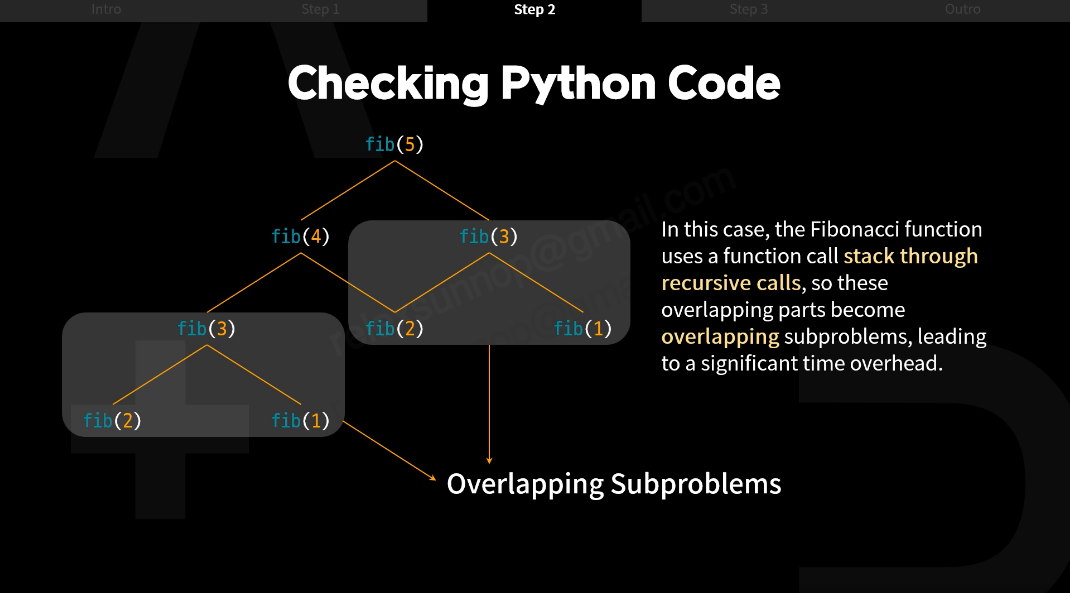 Intro
Step 1
Step 2
Step 3
Outro
Checking Python Code
fib(5)
fib(4)
fib(3)
fib(3)
fib(2)
fib(1)
fib(2)
fib(1)
In this case, the Fibonacci function
uses a function call stack through
recursive calls, so these
overlapping parts become
overlapping subproblems, leading
to a significant time overhead.
Overlapping Subproblems